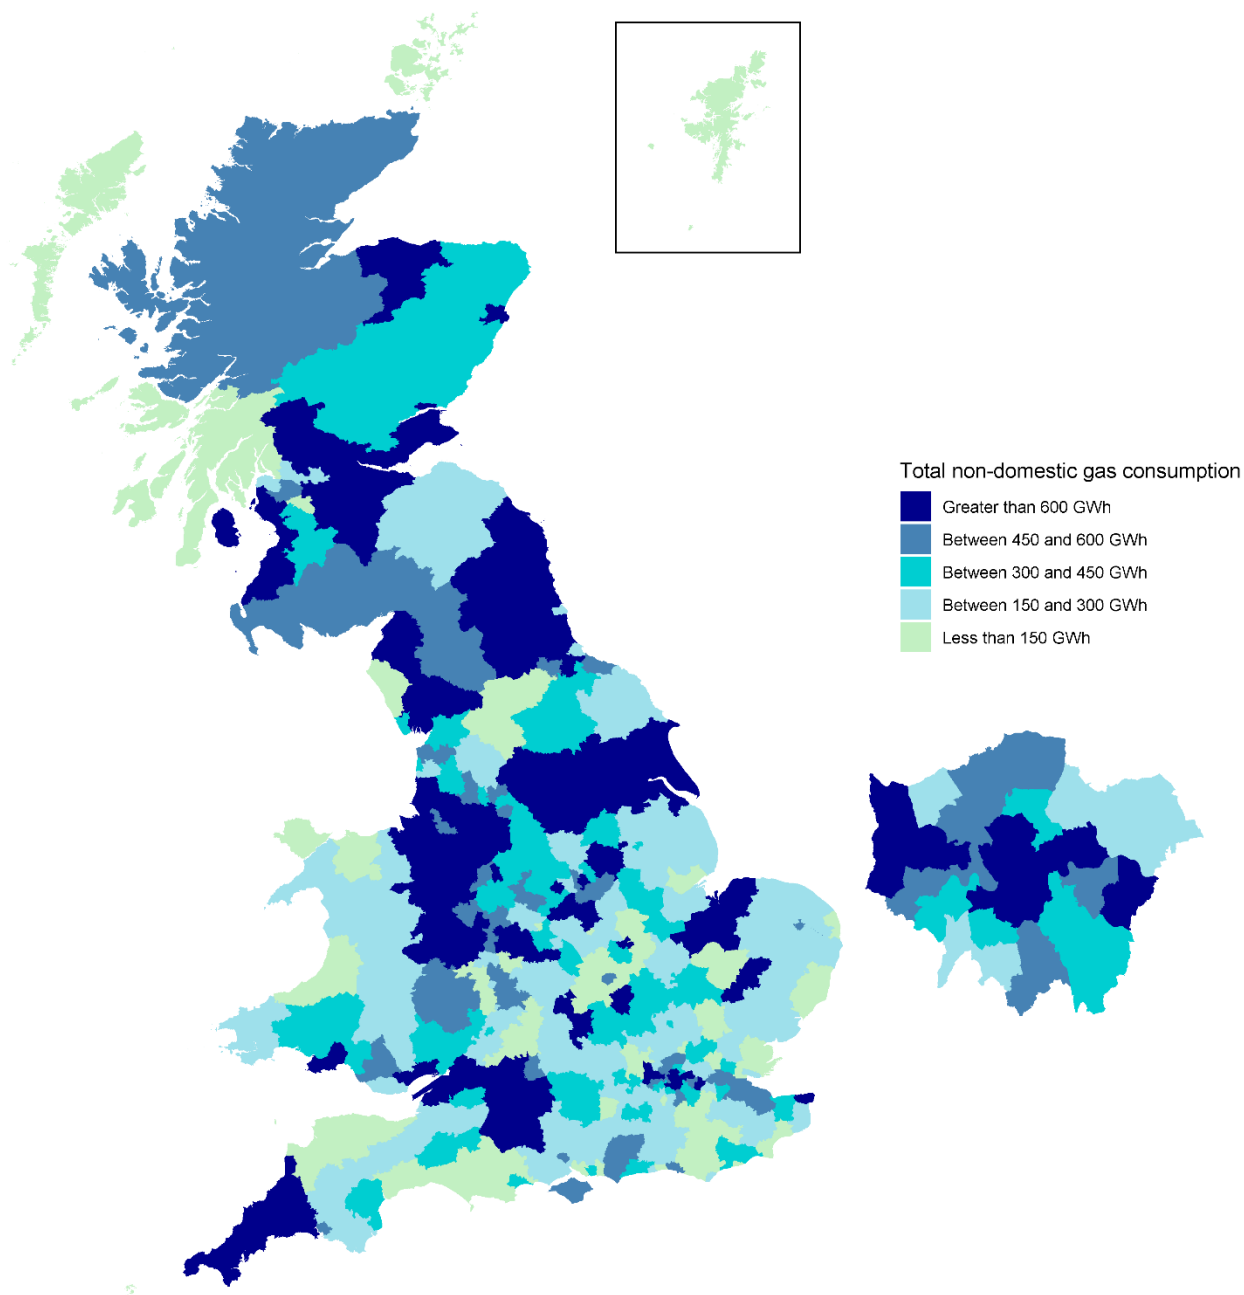 Total non-domestic gas consumption
Greater than 600 GWh
Between 450 and 600 GWh
Between 300 and 450 GWh
Between 150 and 300 GWh
Less than 150 GWh